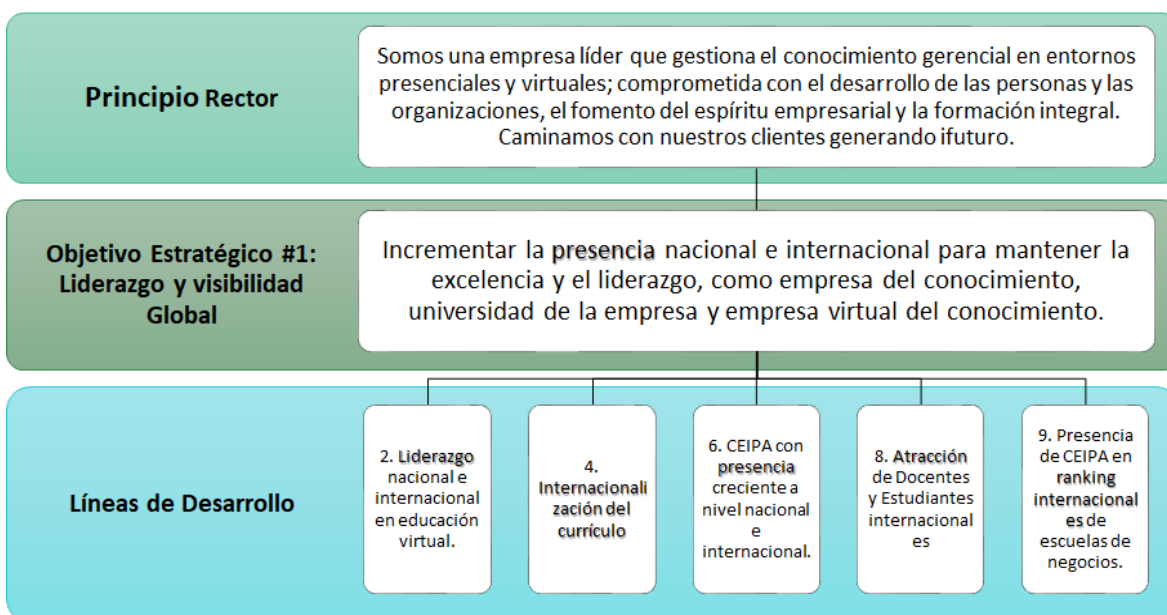 Principio Rector
Somos una empresa líder que gestiona el conocimiento gerencial en entornos
presenciales y virtuales; comprometida con el desarrollo de las personas y las
organizaciones, el fomento del espíritu empresarial y la formación integral.
Caminamos con nuestros clientes generando ifuturo.
Objetivo Estratégico #1:
Liderazgo y visibilidad
Global
Incrementar la presencia nacional e internacional para mantener la
excelencia y el liderazgo, como empresa del conocimiento,
universidad de la empresa y empresa virtual del conocimiento.
Líneas de Desarrollo
2. Liderazgo
nacional e
internacional
en educación
virtual.
4.
Internacionali
zación del
currículo
6. CEIPA con
presencia
creciente a
nivel nacional
e
internacional.
8. Atracción
de Docentes
y Estudiantes
internacional
es
9. Presencia
de CEIPA en
ranking
internacional
es de
escuelas de
negocios.